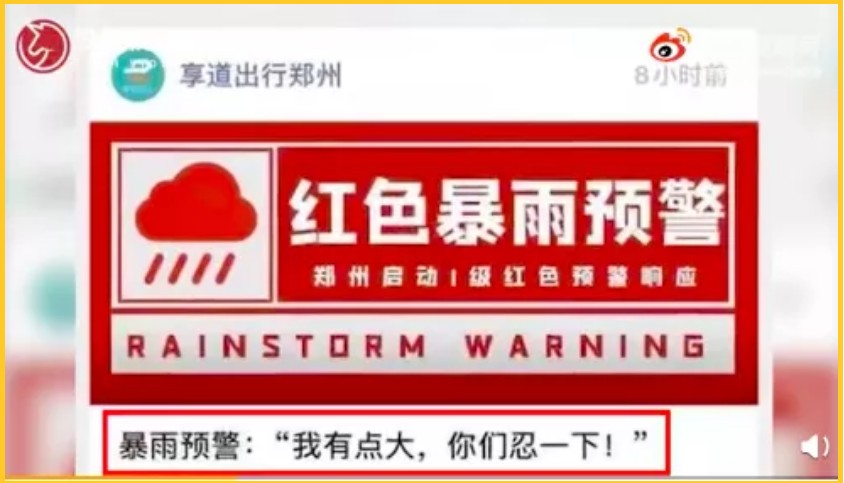 享道出行郑州
8小时前
红色暴雨预警
郑州启动I级红色预警响应
RAINSTORM WARNING
暴雨预警：“我有点大，你们忍一下！”